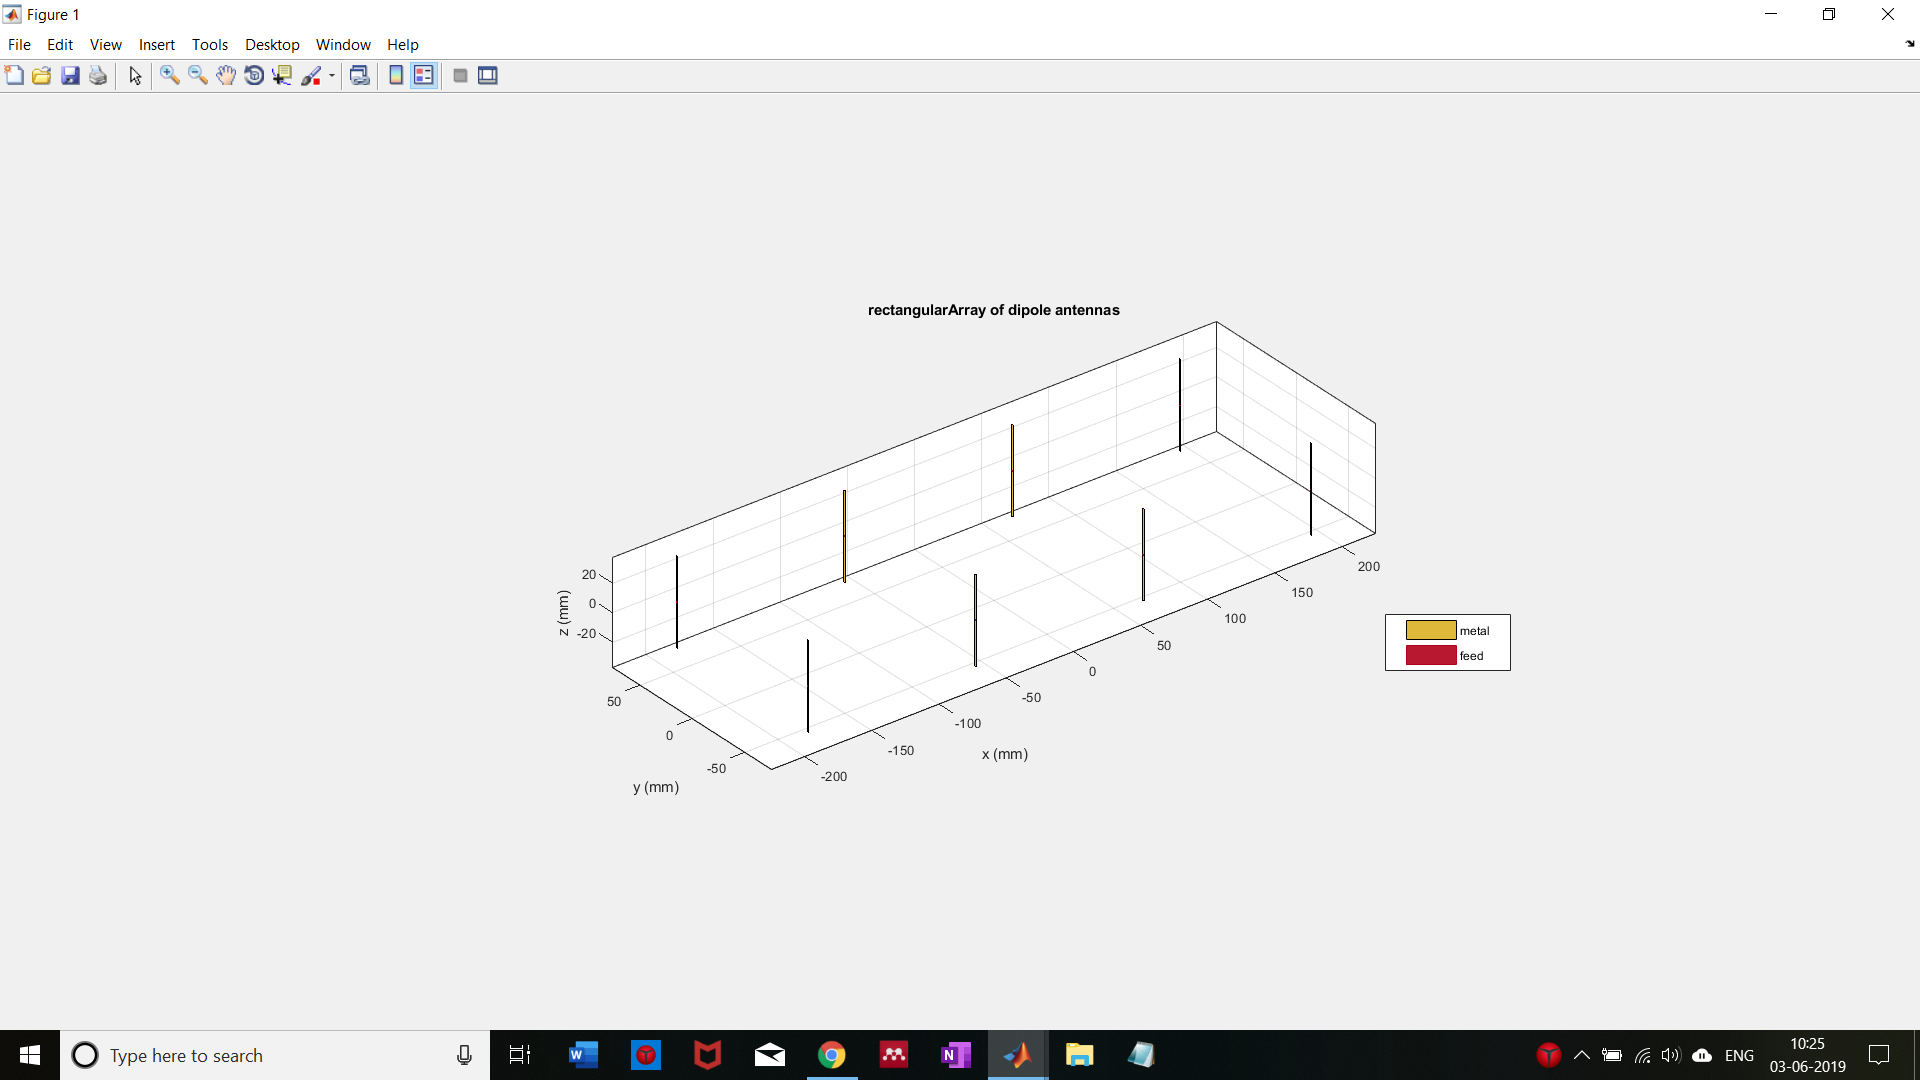 Figure 1
File Edit View Insert Tools Desktop Window Help
rectangularArray of dipole antennas
20
0
-20
z (mm)
50
0
-50
y (mm)
-200
-150
-100
-50
0
50
100
150
200
x (mm)
metal
feed
Type here to search
W
N
ENG
10:25
03-06-2019